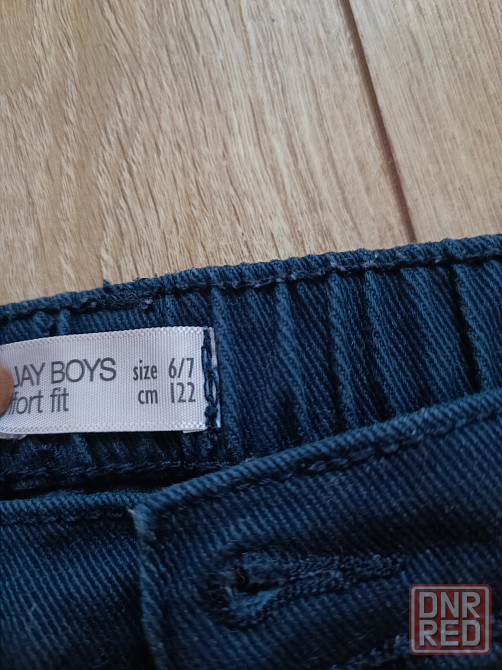 JAY BOYS size 6/7
fort fit cm 122
DNR
RED